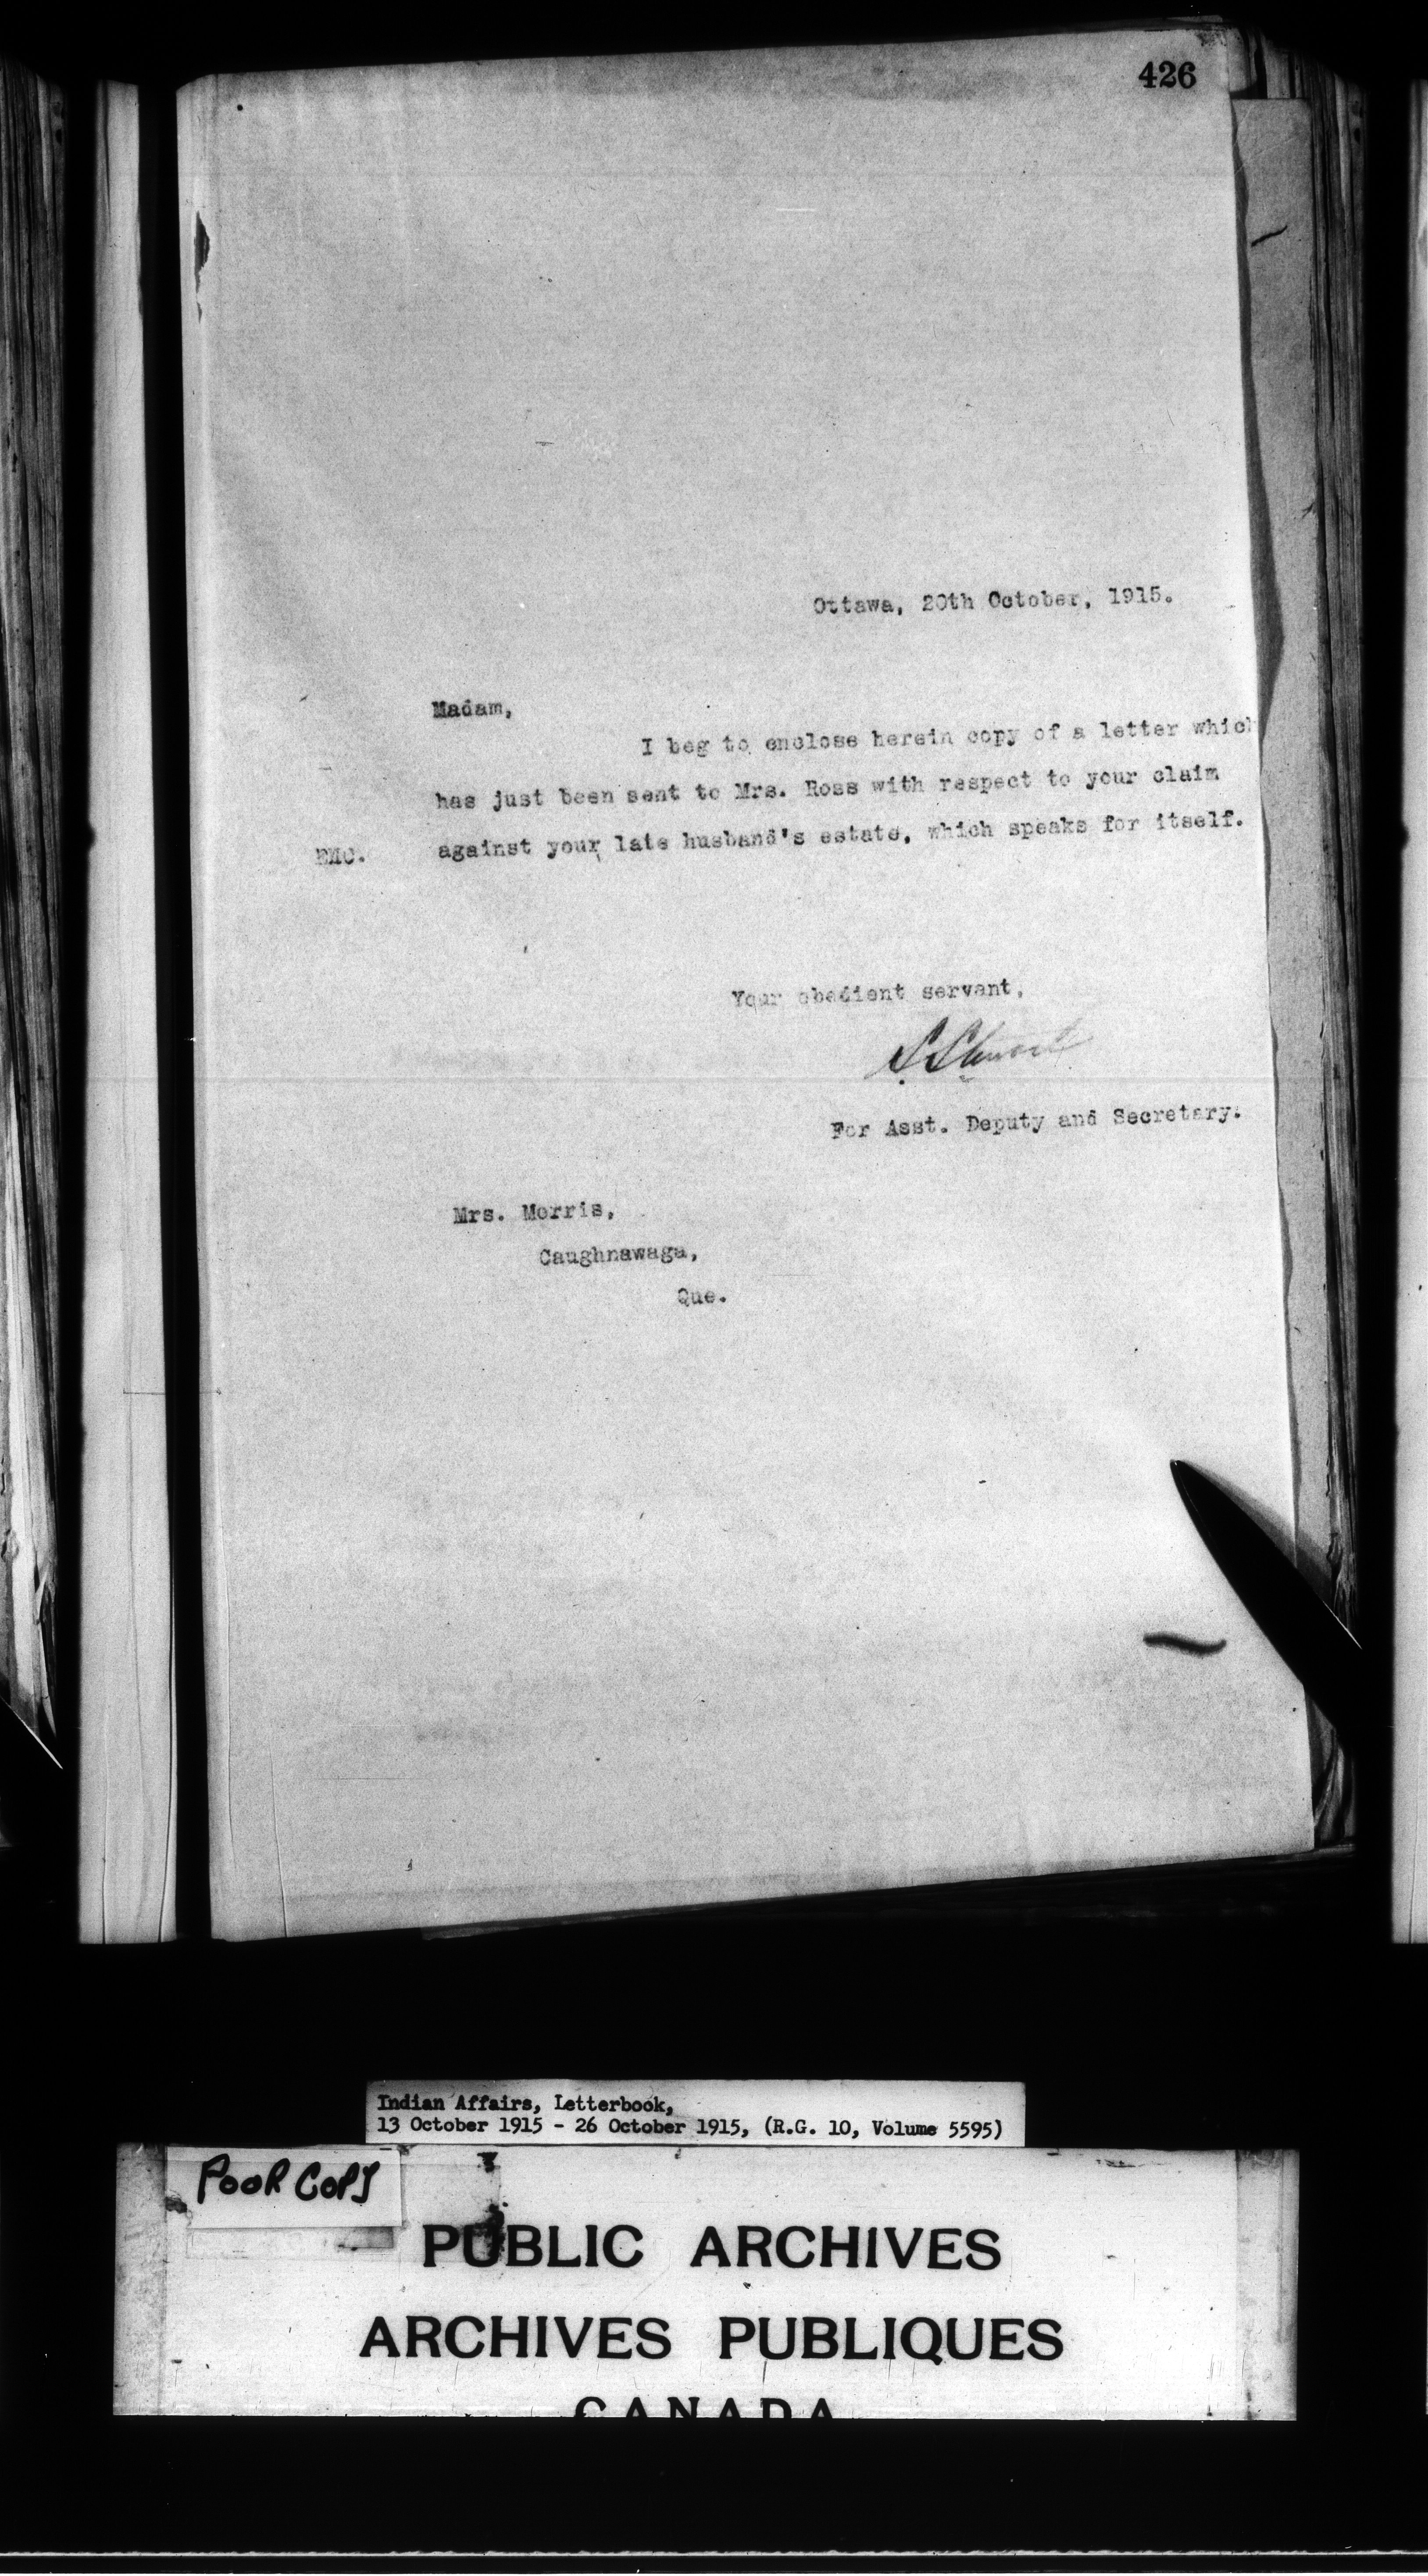 426
Ottawa, 20th October, 1915.
Madam,
I beg to enclose herein copy of a letter which
has just been sent to Mrs. Ross with respect to your claim
EMC. against your late husband's estate, which speaks for itself.
Your obedient servant,
S Stewart
For Asst. Deputy and Secretary.
Mrs. Morris,
Caughnawaga,
Que.
Indian Affairs, Letterbook,
13 October 1915 - 26 October 1915, (R.G. 10, Volume 5595)
POOR COPY
PUBLIC ARCHIVES
ARCHIVES PUBLIQUES
CANADA